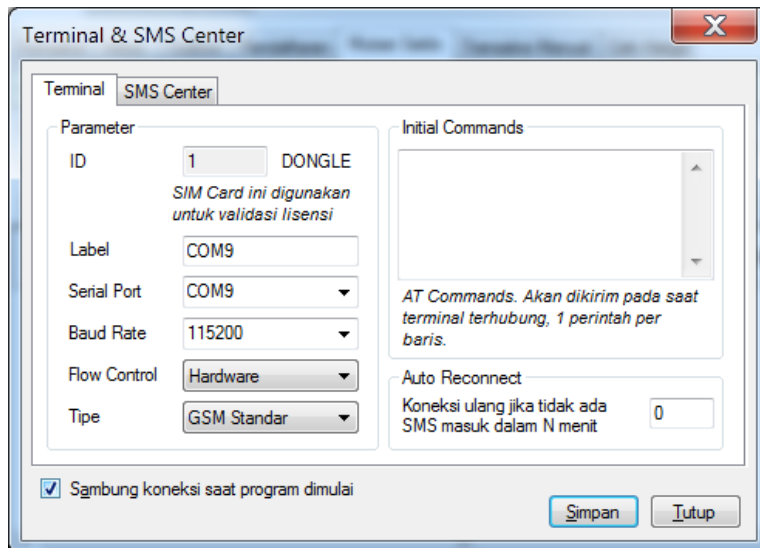 Terminal & SMS Center
Terminal
SMS Center
Parameter
ID
1
DONGLE
SIM Card ini digunakan
untuk validasi lisensi
Label
COM9
Serial Port
COM9
Baud Rate
115200
Flow Control
Hardware
Tipe
GSM Standar
Initial Commands
AT Commands. Akan dikirim pada saat
terminal terhubung, 1 perintah per
baris.
Auto Reconnect
Koneksi ulang jika tidak ada
SMS masuk dalam N menit
0
Sambung koneksi saat program dimulai
Simpan
Tutup